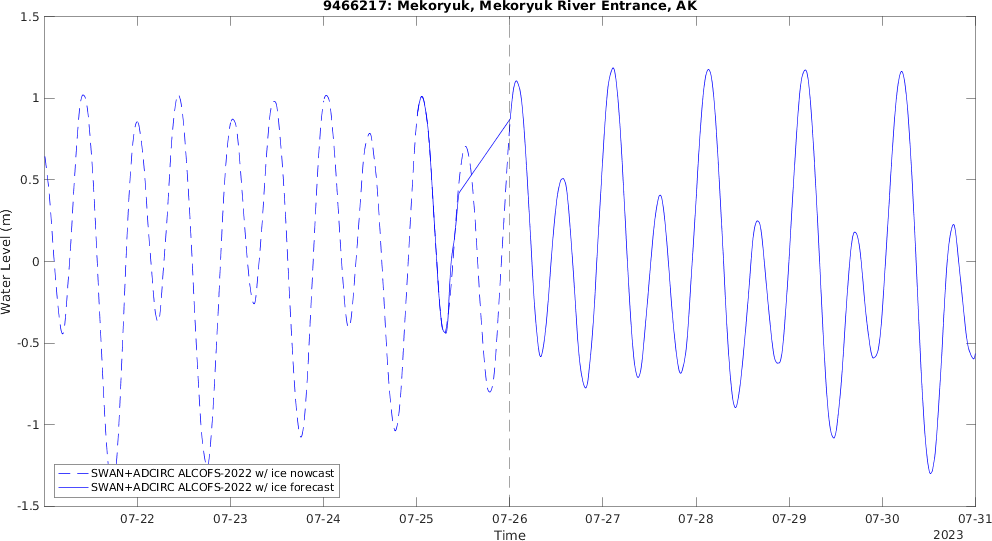 9466217: Mekoryuk, Mekoryuk River Entrance, AK
1.5
1
0.5
0
-0.5
-1
-1.5
Water Level (m)
SWAN+ADCIRC ALCOFS-2022 w/ ice nowcast
SWAN+ADCIRC ALCOFS-2022 w/ ice forecast
07-22 07-23 07-24 07-25 07-26 07-27 07-28 07-29 07-30 07-31
Time
2023